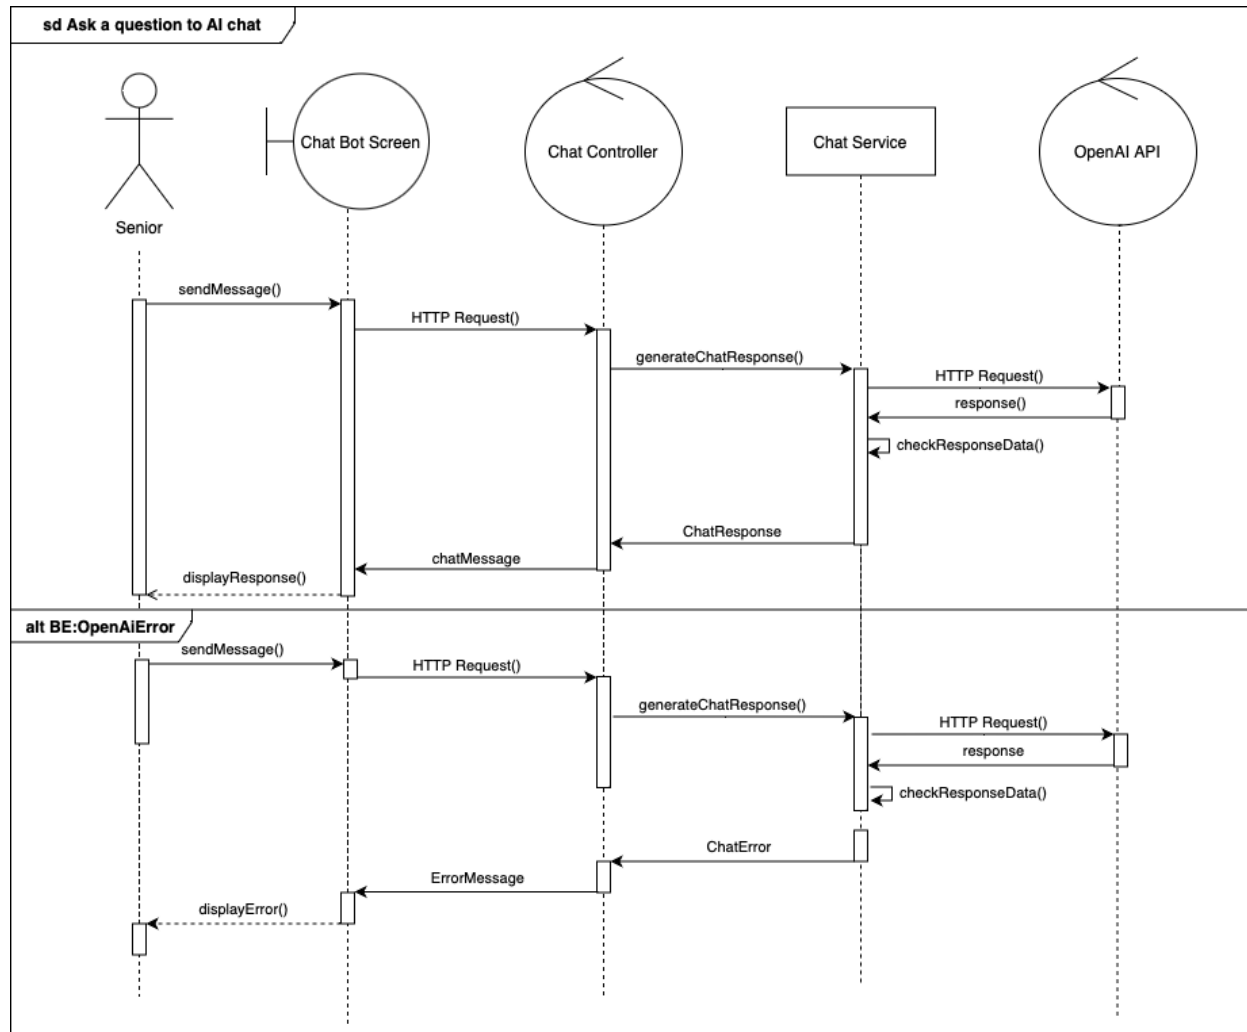 sd Ask a question to AI chat
Chat Bot Screen
Chat Controller
Chat Service
OpenAI API
Senior
sendMessage()
HTTP Request()
generateChatResponse()
HTTP Request()
response()
checkResponseData()
ChatResponse
chatMessage
displayResponse()
alt BE:OpenAiError
sendMessage()
HTTP Request()
generateChatResponse()
HTTP Request()
response
checkResponseData()
ChatError
ErrorMessage
displayError()